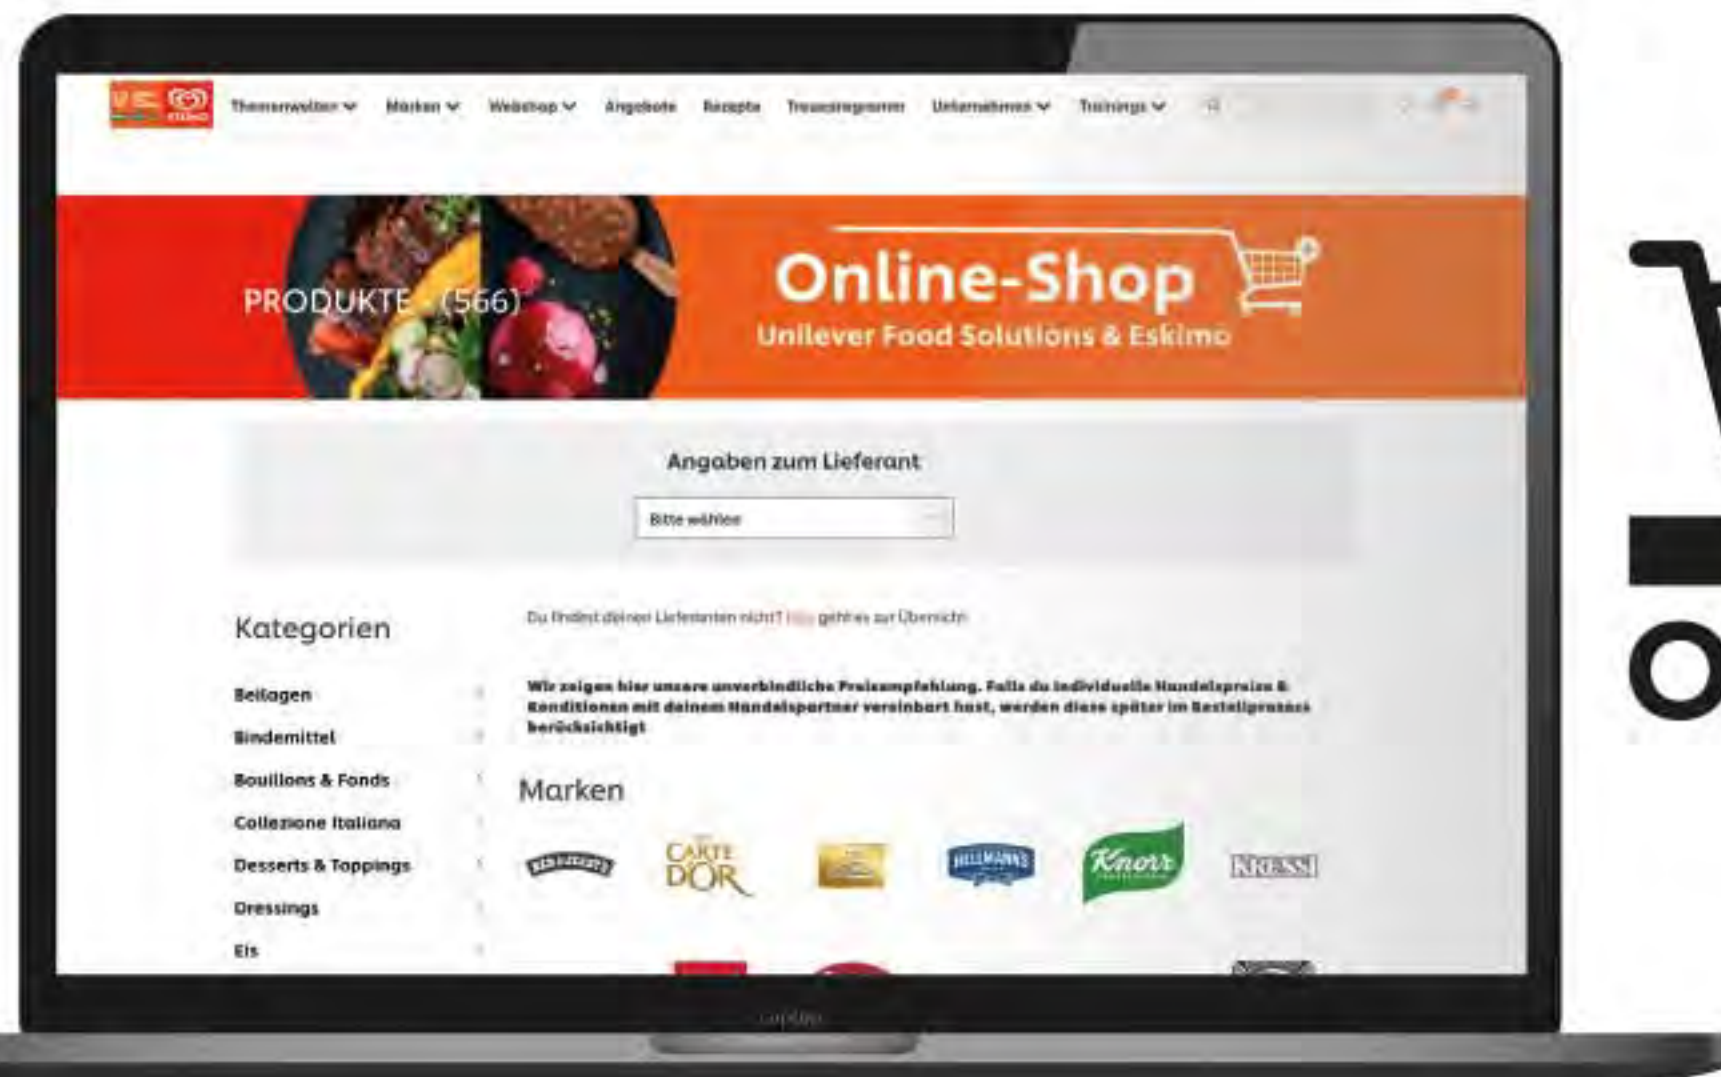 ESKIMO
Themenwelten Marken Webshop Angebote Rezepte Treueprogramm Unternehmen Trainings
PRODUKTE - (566)
Online-Shop
Unilever Food Solutions & Eskimo
Angaben zum Lieferant
Bitte wählen
Kategorien
Beilagen
Bindemittel
Bouillons & Fonds
Collezione Italiana
Desserts & Toppings
Dressings
Eis
Du findest deinen Lieferanten nicht? Hier geht es zur Übersicht
Wir zeigen hier unsere unverbindliche Preisempfehlung. Falls du individuelle Handelspreise &
Konditionen mit deinem Handelspartner vereinbart hast, werden diese später im Bestellprozess
berücksichtigt
Marken
BEN & JERRY'S
CARTE D'OR
HELLMANN'S
Knorr
KRESSI